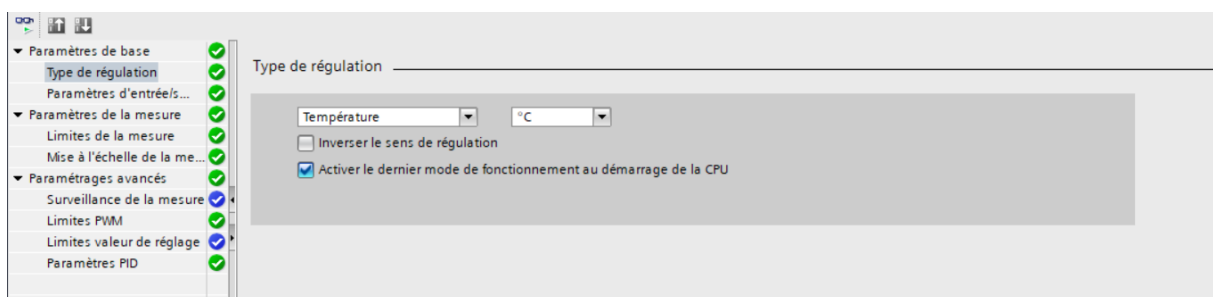 Paramètres de base
Type de régulation
Paramètres d'entrée/s...
Paramètres de la mesure
Limites de la mesure
Mise à l'échelle de la me...
Paramétrages avancés
Surveillance de la mesure
Limites PWM
Limites valeur de réglage
Paramètres PID
Type de régulation
Température °C
Inverser le sens de régulation
Activer le dernier mode de fonctionnement au démarrage de la CPU